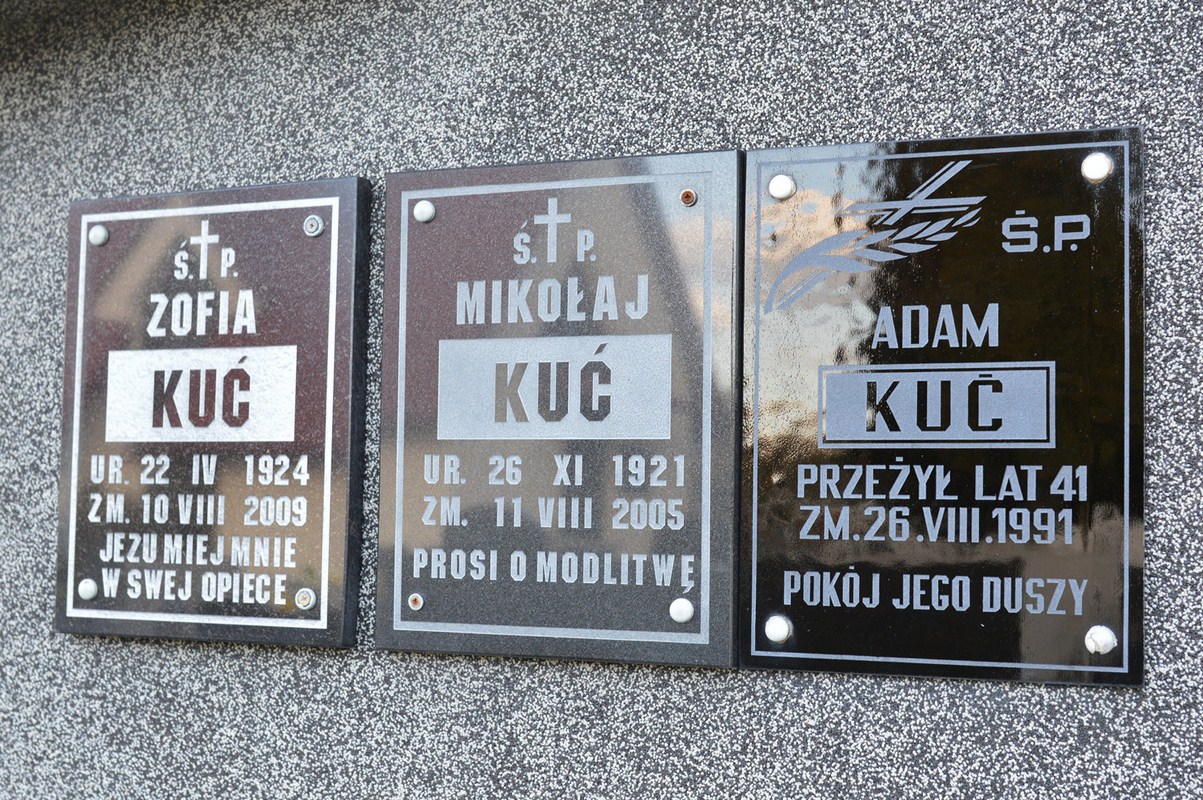 Ś. P.
ZOFIA
KUĆ
UR. 22 IV 1924
ZM. 10 VIII 2009
JEZU MIEJ MNIE
W SWEJ OPIECE
Ś. P.
MIKOŁAJ
KUĆ
UR. 26 XI 1921
ZM. 11 VIII 2005
PROSI O MODLITWĘ
Ś.P.
ADAM
KUĆ
PRZEŻYŁ LAT 41
ZM.26.VIII.1991
POKÓJ JEGO DUSZY